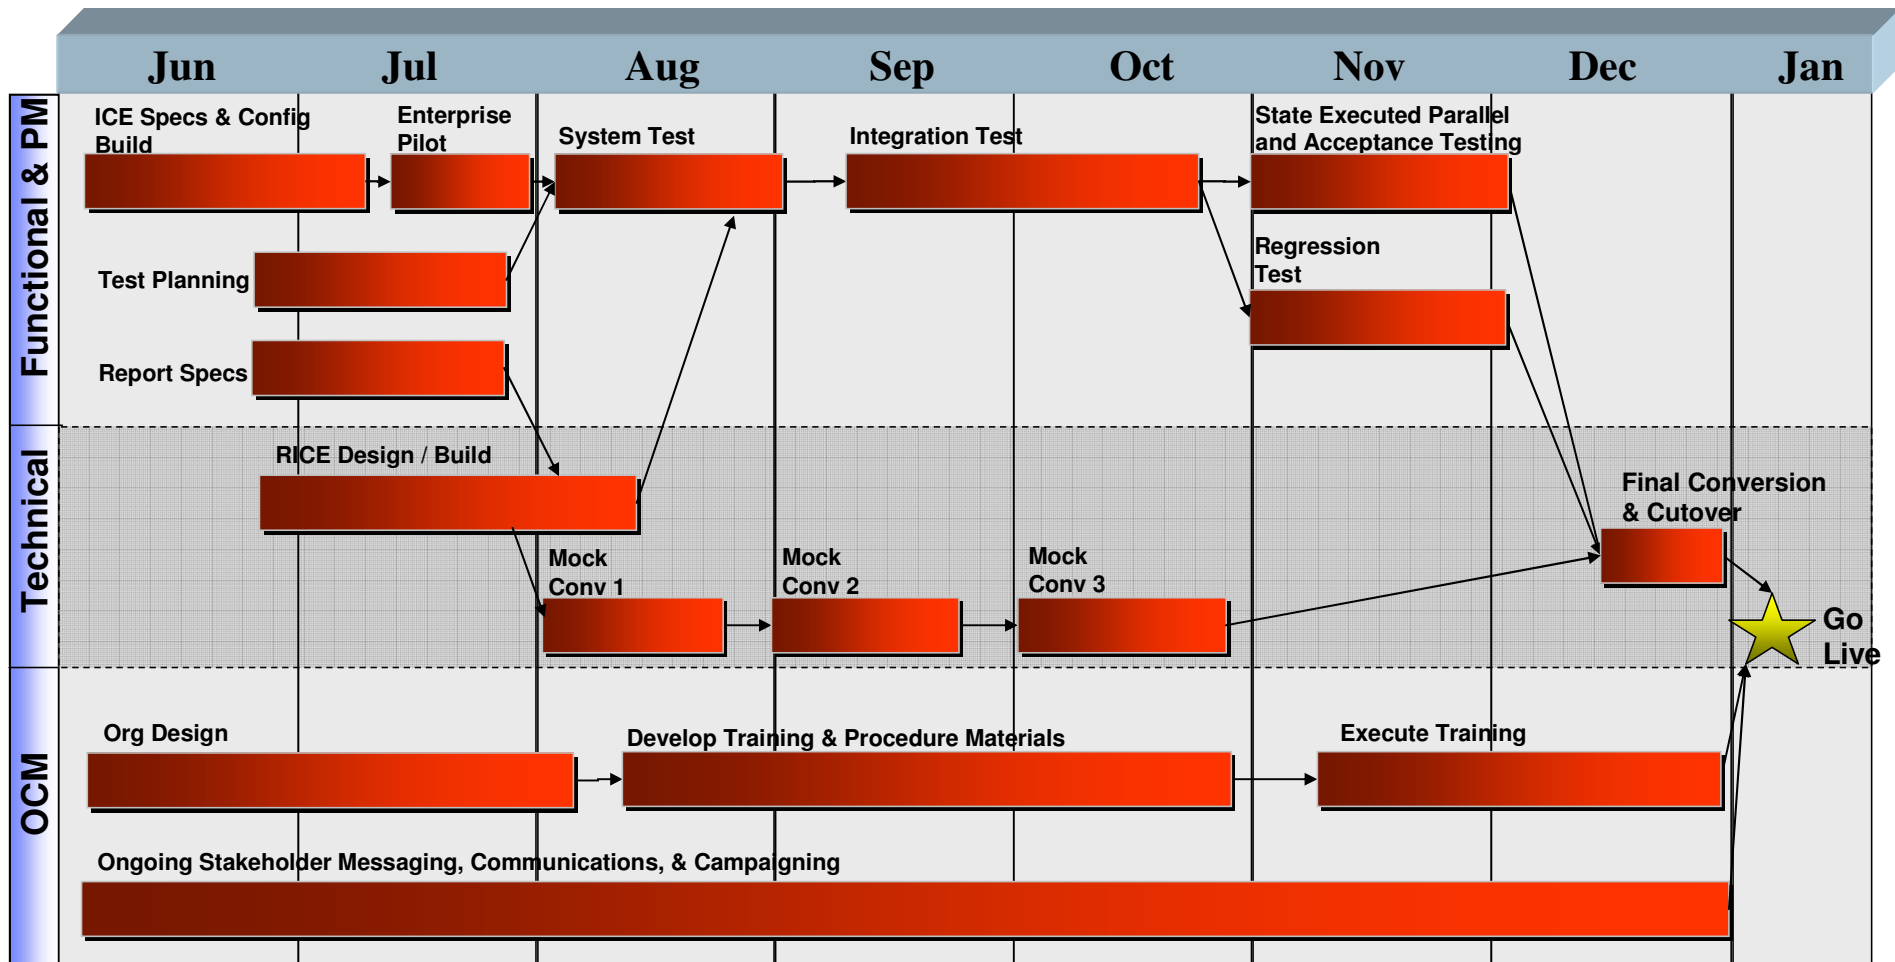 Jun Jul Aug Sep Oct Nov Dec Jan
Functional & PM
ICE Specs & Config
Build
Enterprise
Pilot
System Test
Integration Test
State Executed Parallel
and Acceptance Testing
Test Planning
Regression
Test
Report Specs
Technical
RICE Design / Build
Final Conversion
& Cutover
Mock
Conv 1
Mock
Conv 2
Mock
Conv 3
Go
Live
OCM
Org Design
Develop Training & Procedure Materials
Execute Training
Ongoing Stakeholder Messaging, Communications, & Campaigning